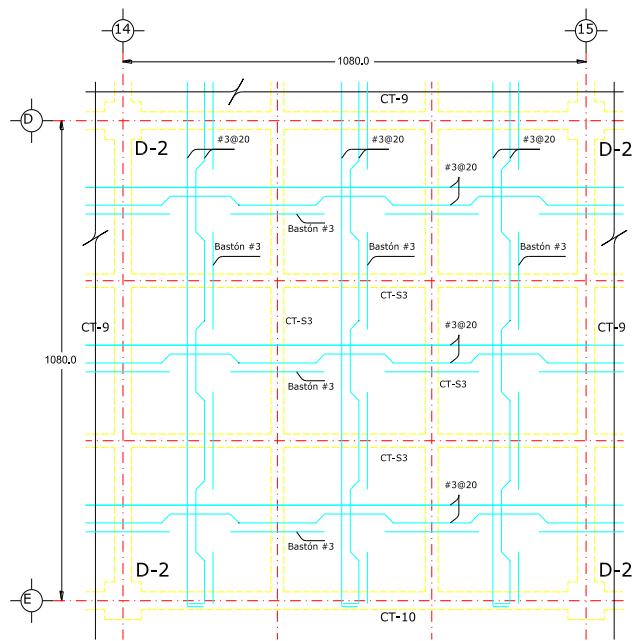 14
15
1080.0
CT-9
D
#3@20
#3@20
#3@20
D-2
D-2
#3@20
Bastón #3
Bastón #3
Bastón #3
Bastón #3
CT-S3
CT-9
CT-S3
#3@20
CT-9
1080.0
Bastón #3
CT-S3
CT-S3
#3@20
Bastón #3
D-2
D-2
E
CT-10